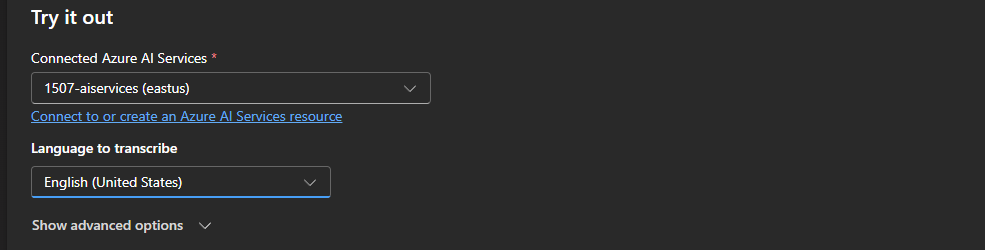 Try it out
Connected Azure AI Services *
1507-aiservices (eastus)
Connect to or create an Azure AI Services resource
Language to transcribe
English (United States)
Show advanced options